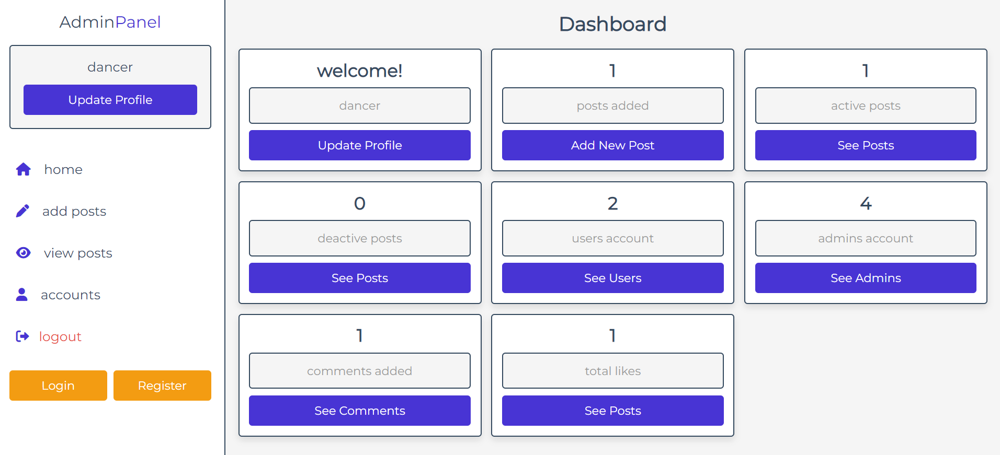 AdminPanel
dancer
Update Profile
home
add posts
view posts
accounts
logout
Login
Register
Dashboard
welcome!
dancer
Update Profile
1
posts added
Add New Post
1
active posts
See Posts
0
deactive posts
See Posts
2
users account
See Users
4
admins account
See Admins
1
comments added
See Comments
1
total likes
See Posts